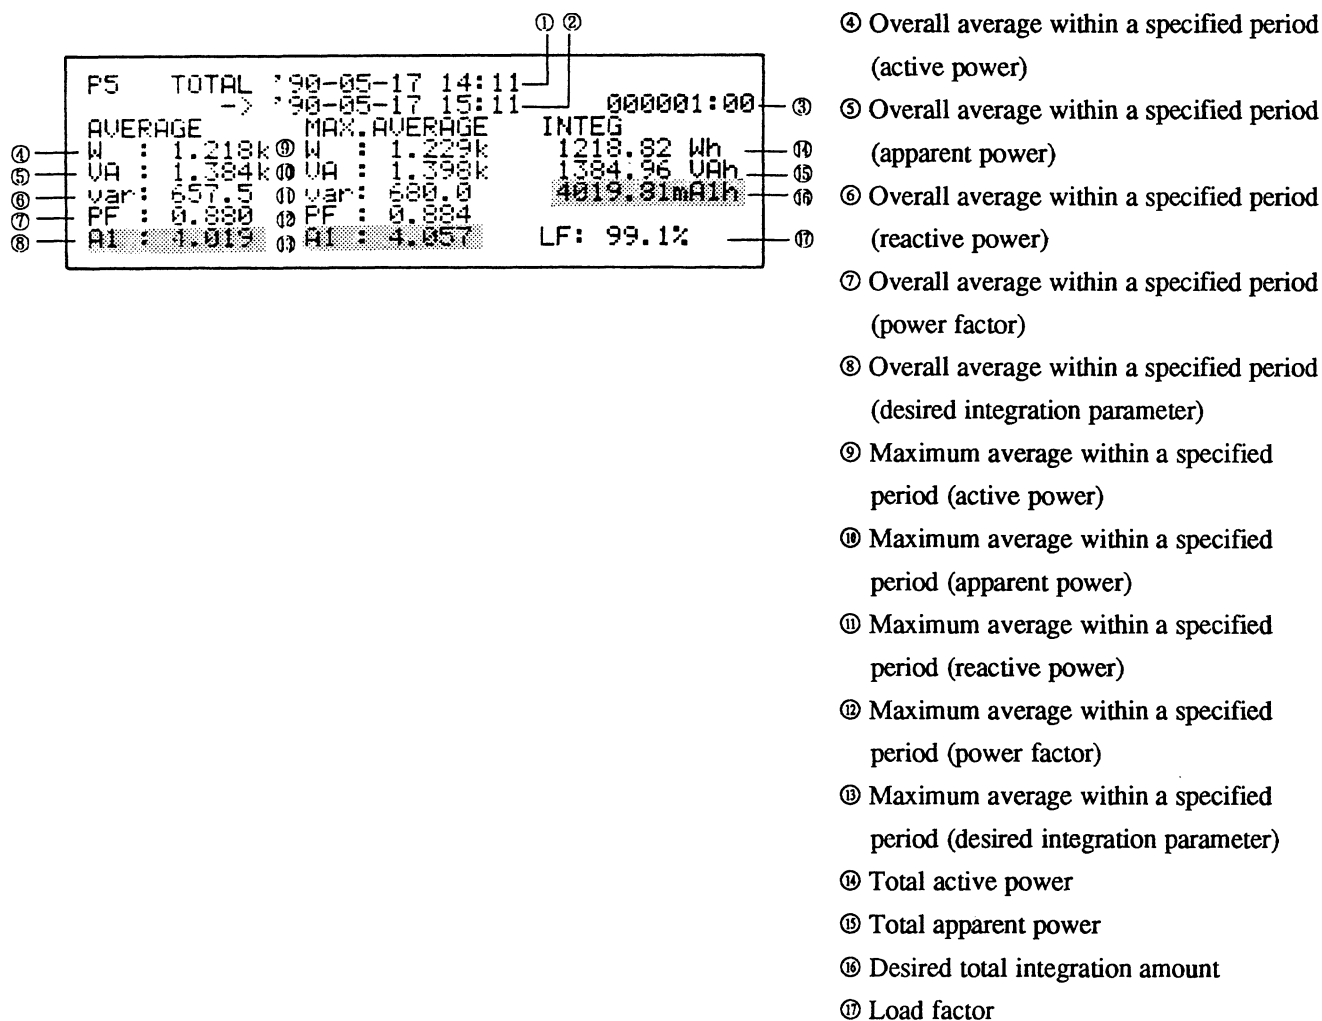 ① ②
P5 TOTAL '90-05-17 14:11
-> '90-05-17 15:11 000001:00 ③
AVERAGE MAX.AVERAGE INTEG
④ W : 1.218k ⑨ W : 1.229k 1218.82 Wh ⑭
⑤ VA : 1.384k ⑩ VA : 1.398k 1384.96 VAh ⑮
⑥ var: 657.5 ⑪ var: 680.0 4019.81mA1h ⑯
⑦ PF : 0.880 ⑫ PF : 0.884
⑧ A1 : 4.019 ⑬ A1 : 4.057 LF: 99.1% ⑰
④ Overall average within a specified period
(active power)
⑤ Overall average within a specified period
(apparent power)
⑥ Overall average within a specified period
(reactive power)
⑦ Overall average within a specified period
(power factor)
⑧ Overall average within a specified period
(desired integration parameter)
⑨ Maximum average within a specified
period (active power)
⑩ Maximum average within a specified
period (apparent power)
⑪ Maximum average within a specified
period (reactive power)
⑫ Maximum average within a specified
period (power factor)
⑬ Maximum average within a specified
period (desired integration parameter)
⑭ Total active power
⑮ Total apparent power
⑯ Desired total integration amount
⑰ Load factor